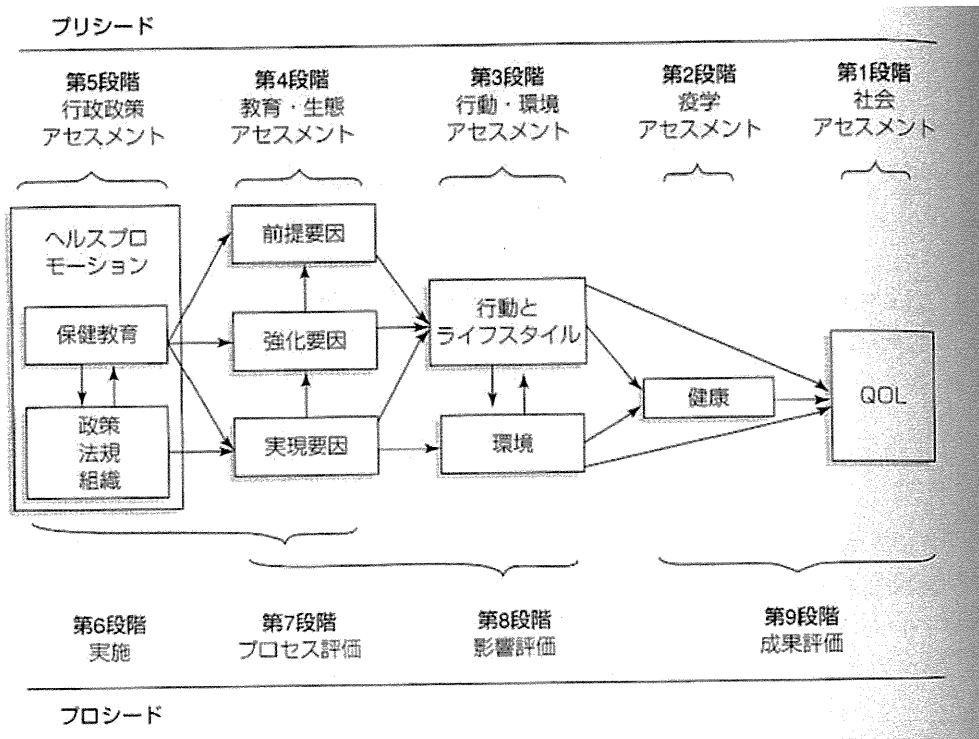 プリシード
第5段階
行政政策
アセスメント
第4段階
教育・生態
アセスメント
第3段階
行動・環境
アセスメント
第2段階
疫学
アセスメント
第1段階
社会
アセスメント
ヘルスプロ
モーション
保健教育
政策
法規
組織
前提要因
強化要因
実現要因
行動と
ライフスタイル
環境
健康
QOL
第6段階
実施
第7段階
プロセス評価
第8段階
影響評価
第9段階
成果評価
プロシード